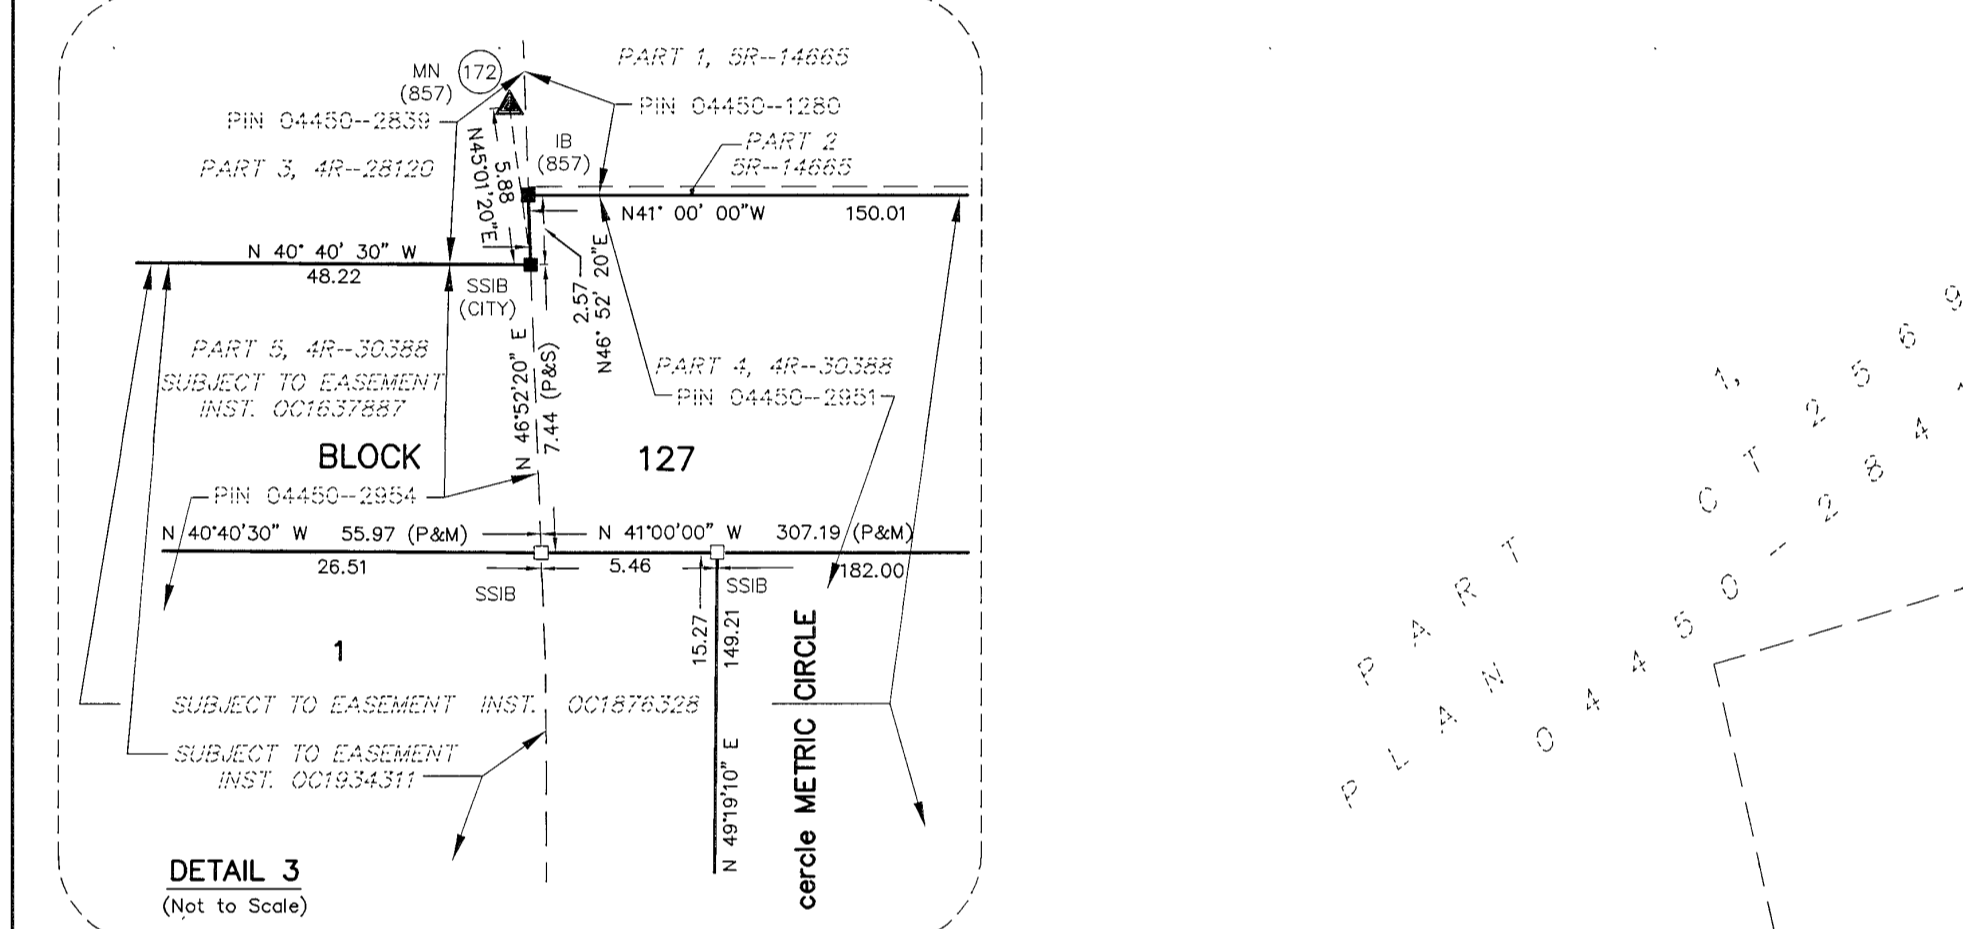 PART 1, 5R--14665
MN
(857)
172
PIN 04450--2839
PIN 04450--1280
IB
(857)
PART 2
5R--14665
PART 3, 4R--28120
5.88
N45°01'20"E
N41° 00' 00"W 150.01
N 40° 40' 30" W
48.22
SSIB
(CITY)
2.57
N46° 52' 20"E
N 46°52'20" E
7.44 (P&S)
PART 5, 4R--30388
SUBJECT TO EASEMENT
INST. OC1637887
PART 4, 4R--30388
PIN 04450--2951
BLOCK 127
PIN 04450--2954
N 40°40'30" W 55.97 (P&M)
N 41°00'00" W 307.19 (P&M)
26.51
5.46
182.00
SSIB
SSIB
15.27
149.21
N 49°19'10" E
cercle METRIC CIRCLE
1
SUBJECT TO EASEMENT INST. OC1876328
SUBJECT TO EASEMENT
INST. OC1934311
DETAIL 3
(Not to Scale)
PART 1,
PLAN CT 2569
04450-284